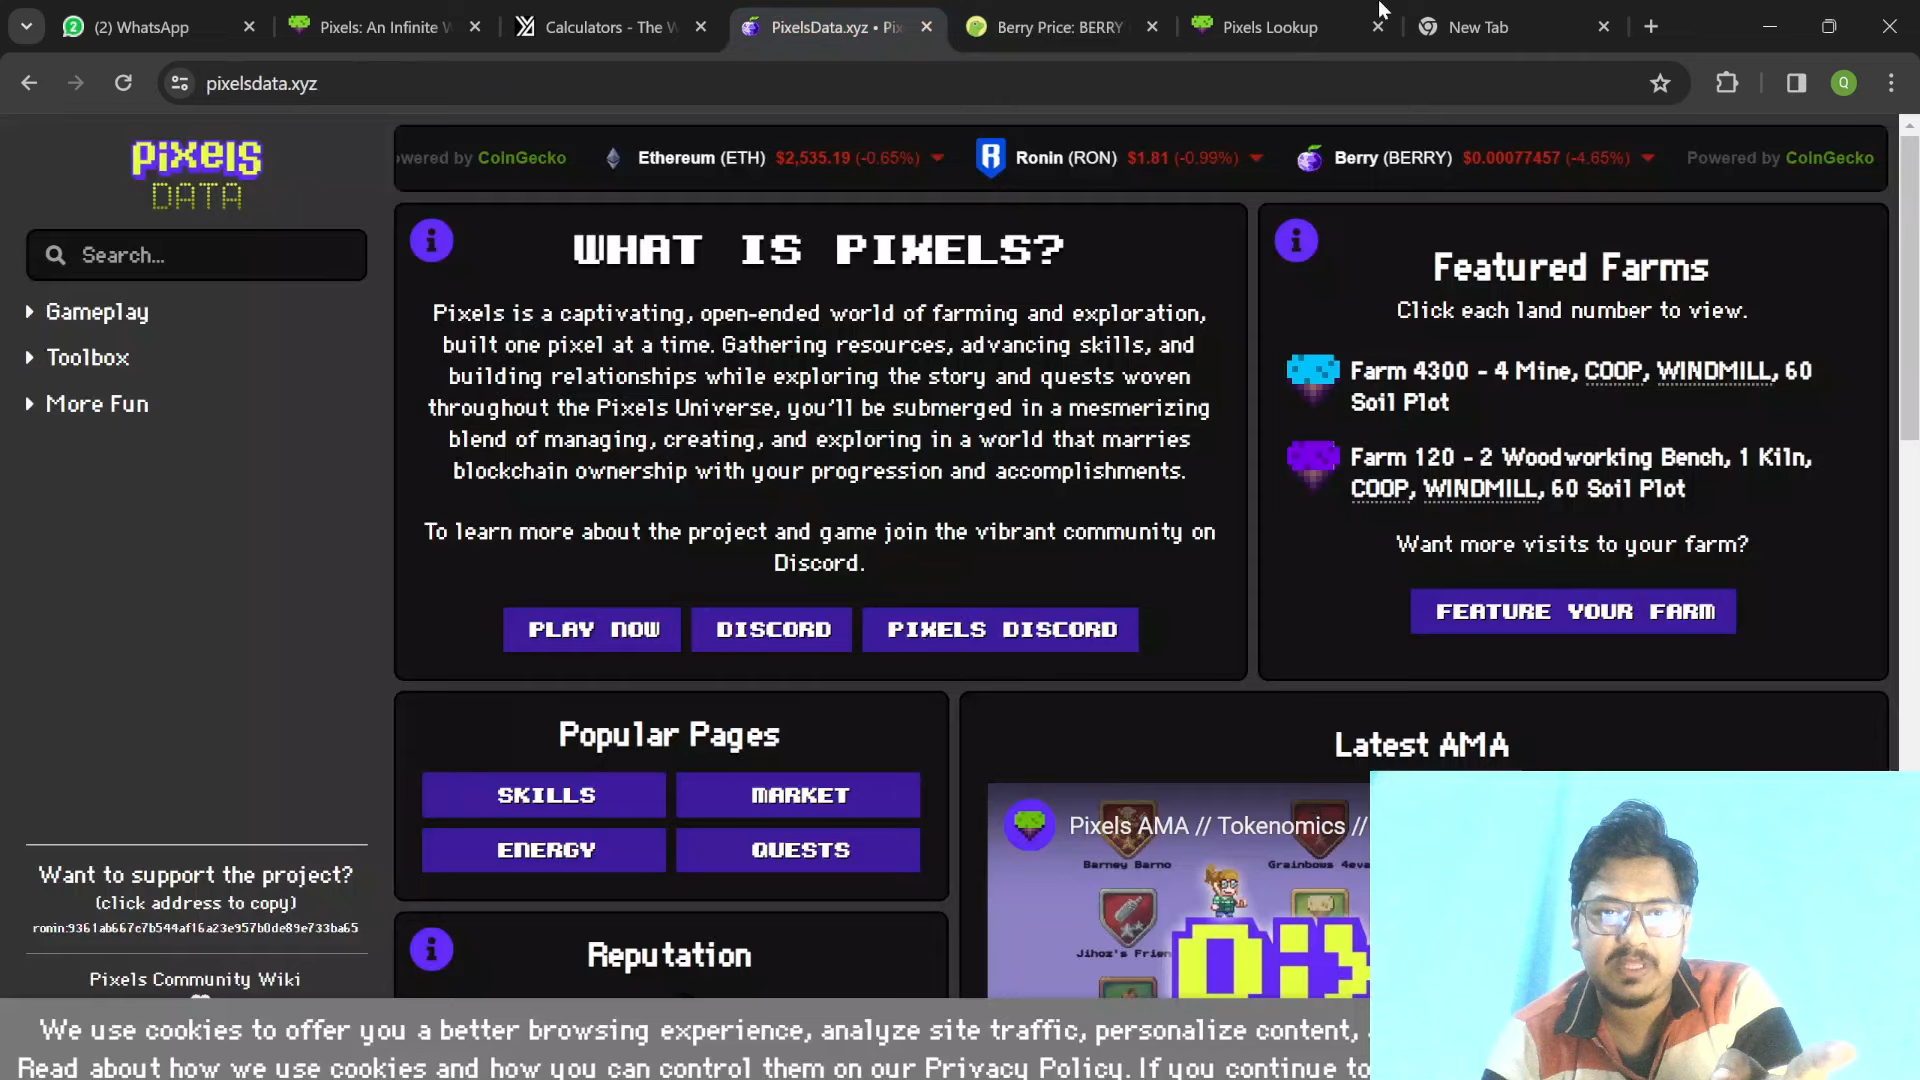 (2) WhatsApp
Pixels: An Infinite W
Calculators - The W
PixelsData.xyz • Pix
Berry Price: BERRY
Pixels Lookup
New Tab
pixelsdata.xyz
Q
pixels
DATA
Search...
Gameplay
Toolbox
More Fun
Want to support the project?
(click address to copy)
ronin:9361ab667c7b544af16a23e957b0de89e733ba65
Pixels Community Wiki
owered by CoinGecko
Ethereum (ETH) $2,535.19 (-0.65%)
Ronin (RON) $1.81 (-0.99%)
Berry (BERRY) $0.00077457 (-4.65%)
Powered by CoinGecko
WHAT IS PIXELS?
Pixels is a captivating, open-ended world of farming and exploration,
built one pixel at a time. Gathering resources, advancing skills, and
building relationships while exploring the story and quests woven
throughout the Pixels Universe, you'll be submerged in a mesmerizing
blend of managing, creating, and exploring in a world that marries
blockchain ownership with your progression and accomplishments.
To learn more about the project and game join the vibrant community on
Discord.
PLAY NOW
DISCORD
PIXELS DISCORD
Featured Farms
Click each land number to view.
Farm 4300 - 4 Mine, COOP, WINDMILL, 60
Soil Plot
Farm 120 - 2 Woodworking Bench, 1 Kiln,
COOP, WINDMILL, 60 Soil Plot
Want more visits to your farm?
FEATURE YOUR FARM
Popular Pages
SKILLS
MARKET
ENERGY
QUESTS
Reputation
Latest AMA
Pixels AMA // Tokenomics //
Barney Barno
Grainbows 4eva
Jihoz's Frien
We use cookies to offer you a better browsing experience, analyze site traffic, personalize content,
Read about how we use cookies and how you can control them on our Privacy Policy. If you continue to